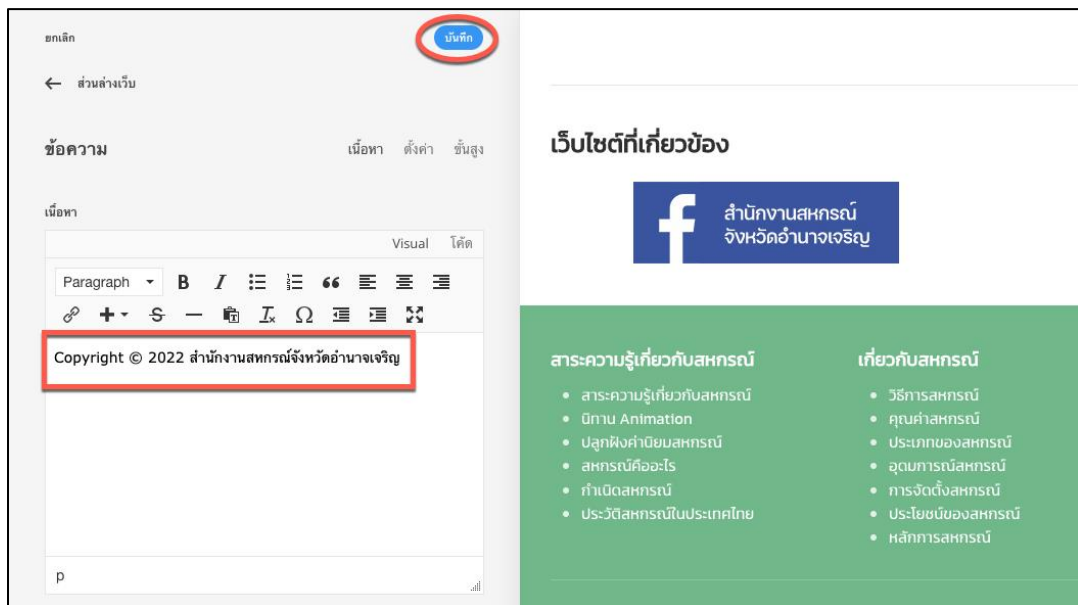 ยกเลิก
บันทึก
ส่วนล่างเว็บ
ข้อความ
เนื้อหา ตั้งค่า ขั้นสูง
เนื้อหา
Visual โค้ด
Paragraph
Copyright © 2022 สำนักงานสหกรณ์จังหวัดอำนาจเจริญ
p
เว็บไซต์ที่เกี่ยวข้อง
สำนักงานสหกรณ์
จังหวัดอำนาจเจริญ
สาระความรู้เกี่ยวกับสหกรณ์
สาระความรู้เกี่ยวกับสหกรณ์
นิทาน Animation
ปลูกฝังค่านิยมสหกรณ์
สหกรณ์คืออะไร
กำเนิดสหกรณ์
ประวัติสหกรณ์ในประเทศไทย
เกี่ยวกับสหกรณ์
วิธีการสหกรณ์
คุณค่าสหกรณ์
ประเภทของสหกรณ์
อุดมการณ์สหกรณ์
การจัดตั้งสหกรณ์
ประโยชน์ของสหกรณ์
หลักการสหกรณ์